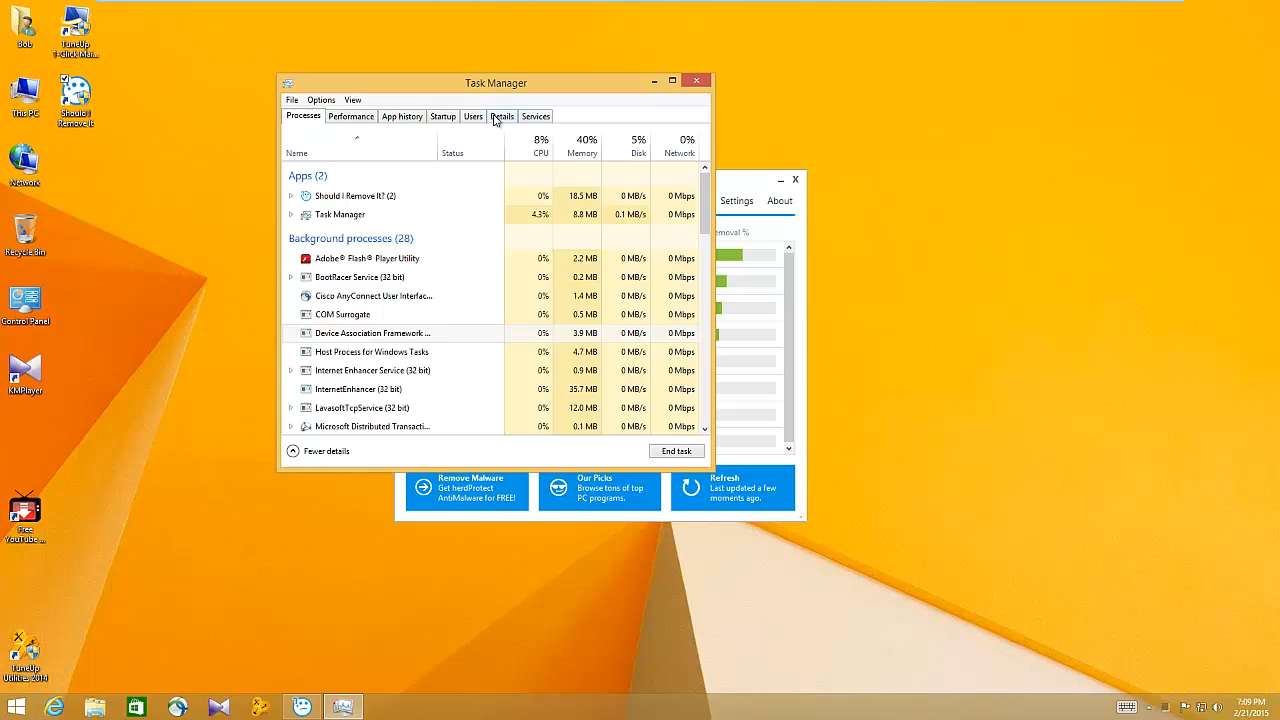 Bob
TuneUp
1-click Mai...
This PC
Should I
Remove It
Network
Recycle Bin
Control Panel
KMPlayer
Free
YouTube ...
TuneUp
Utilities 2014
Task Manager
File Options View
Processes Performance App history Startup Users Details Services
8% 40% 5% 0%
Name Status CPU Memory Disk Network
Apps (2)
Should I Remove It? (2) 0% 18.5 MB 0 MB/s 0 Mbps
Task Manager 4.3% 8.8 MB 0.1 MB/s 0 Mbps
Background processes (28)
Adobe® Flash® Player Utility 0% 2.2 MB 0 MB/s 0 Mbps
BootRacer Service (32 bit) 0% 0.2 MB 0 MB/s 0 Mbps
Cisco AnyConnect User Interfac... 0% 1.4 MB 0 MB/s 0 Mbps
COM Surrogate 0% 0.5 MB 0 MB/s 0 Mbps
Device Association Framework ... 0% 3.9 MB 0 MB/s 0 Mbps
Host Process for Windows Tasks 0% 4.7 MB 0 MB/s 0 Mbps
Internet Enhancer Service (32 bit) 0% 0.9 MB 0 MB/s 0 Mbps
InternetEnhancer (32 bit) 0% 35.7 MB 0 MB/s 0 Mbps
LavasoftTcpService (32 bit) 0% 12.0 MB 0 MB/s 0 Mbps
Microsoft Distributed Transacti... 0% 0.1 MB 0 MB/s 0 Mbps
Fewer details End task
Settings About
emoval %
Remove Malware
Get herdProtect
AntiMalware for FREE!
Our Picks
Browse tons of top
PC programs.
Refresh
Last updated a few
moments ago.
7:09 PM
2/21/2015